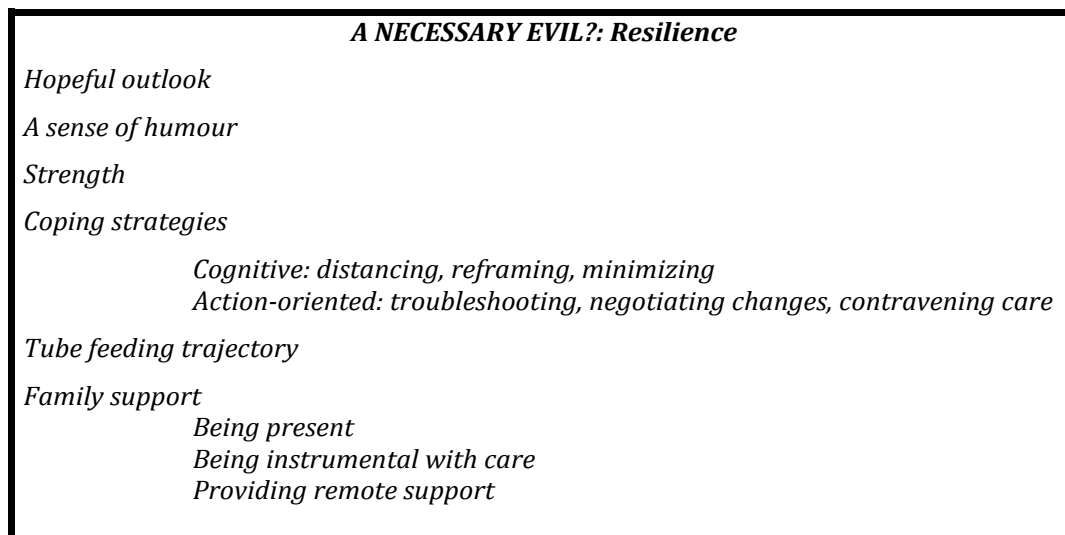 A NECESSARY EVIL?: Resilience
Hopeful outlook
A sense of humour
Strength
Coping strategies
Cognitive: distancing, reframing, minimizing
Action-oriented: troubleshooting, negotiating changes, contravening care
Tube feeding trajectory
Family support
Being present
Being instrumental with care
Providing remote support